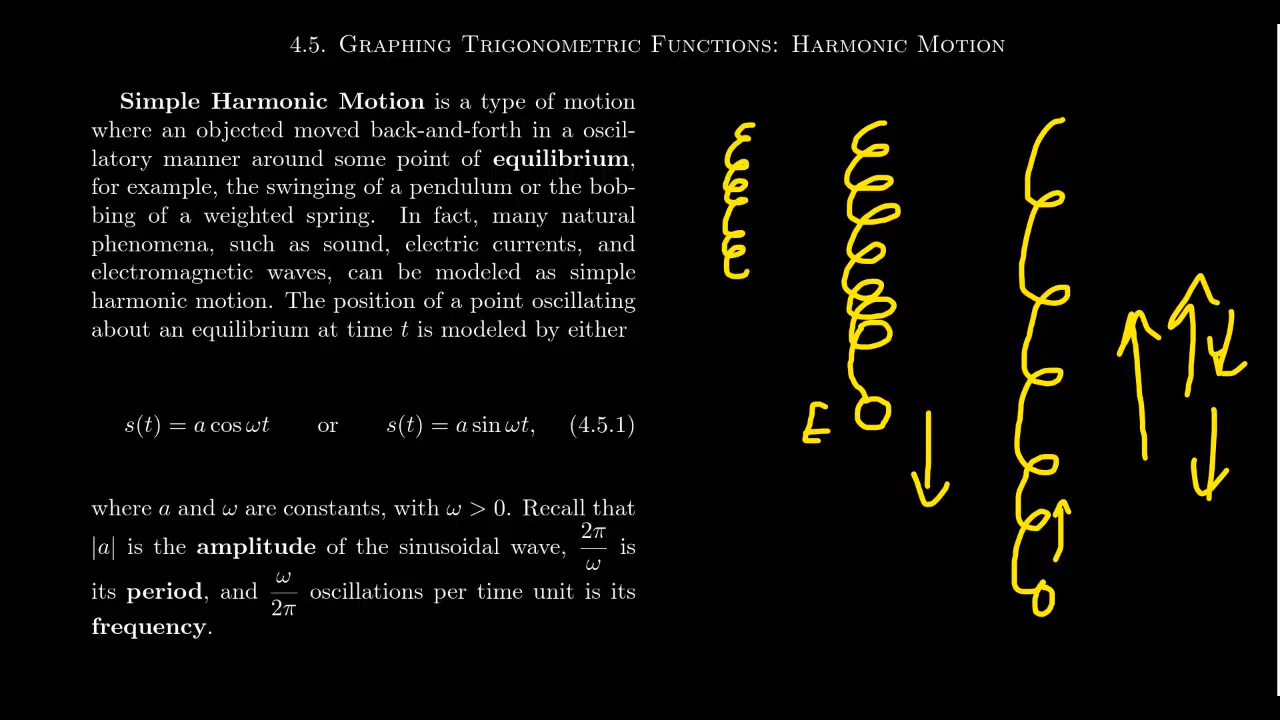 4.5. Graphing Trigonometric Functions: Harmonic Motion
Simple Harmonic Motion is a type of motion
where an objected moved back-and-forth in a oscil-
latory manner around some point of equilibrium,
for exanple, the swinging of a pendulum or the bob-
bing of a weighted spring. In fact, many natural
phenomena, such as sound, electric currents, and
electromagnetic waves, can be modeled as simple
harmonic motion. The position of a point oscillating
about an equilibrium at time t is modeled by either
s(t) = a cos ωt or s(t) = a sin ωt, (4.5.1)
where a and ω are constants, with ω > 0. Recall that
|a| is the amplitude of the sinusoidal wave, 2π/ω is
its period, and ω/2π oscillations per time unit is its
frequency.
E